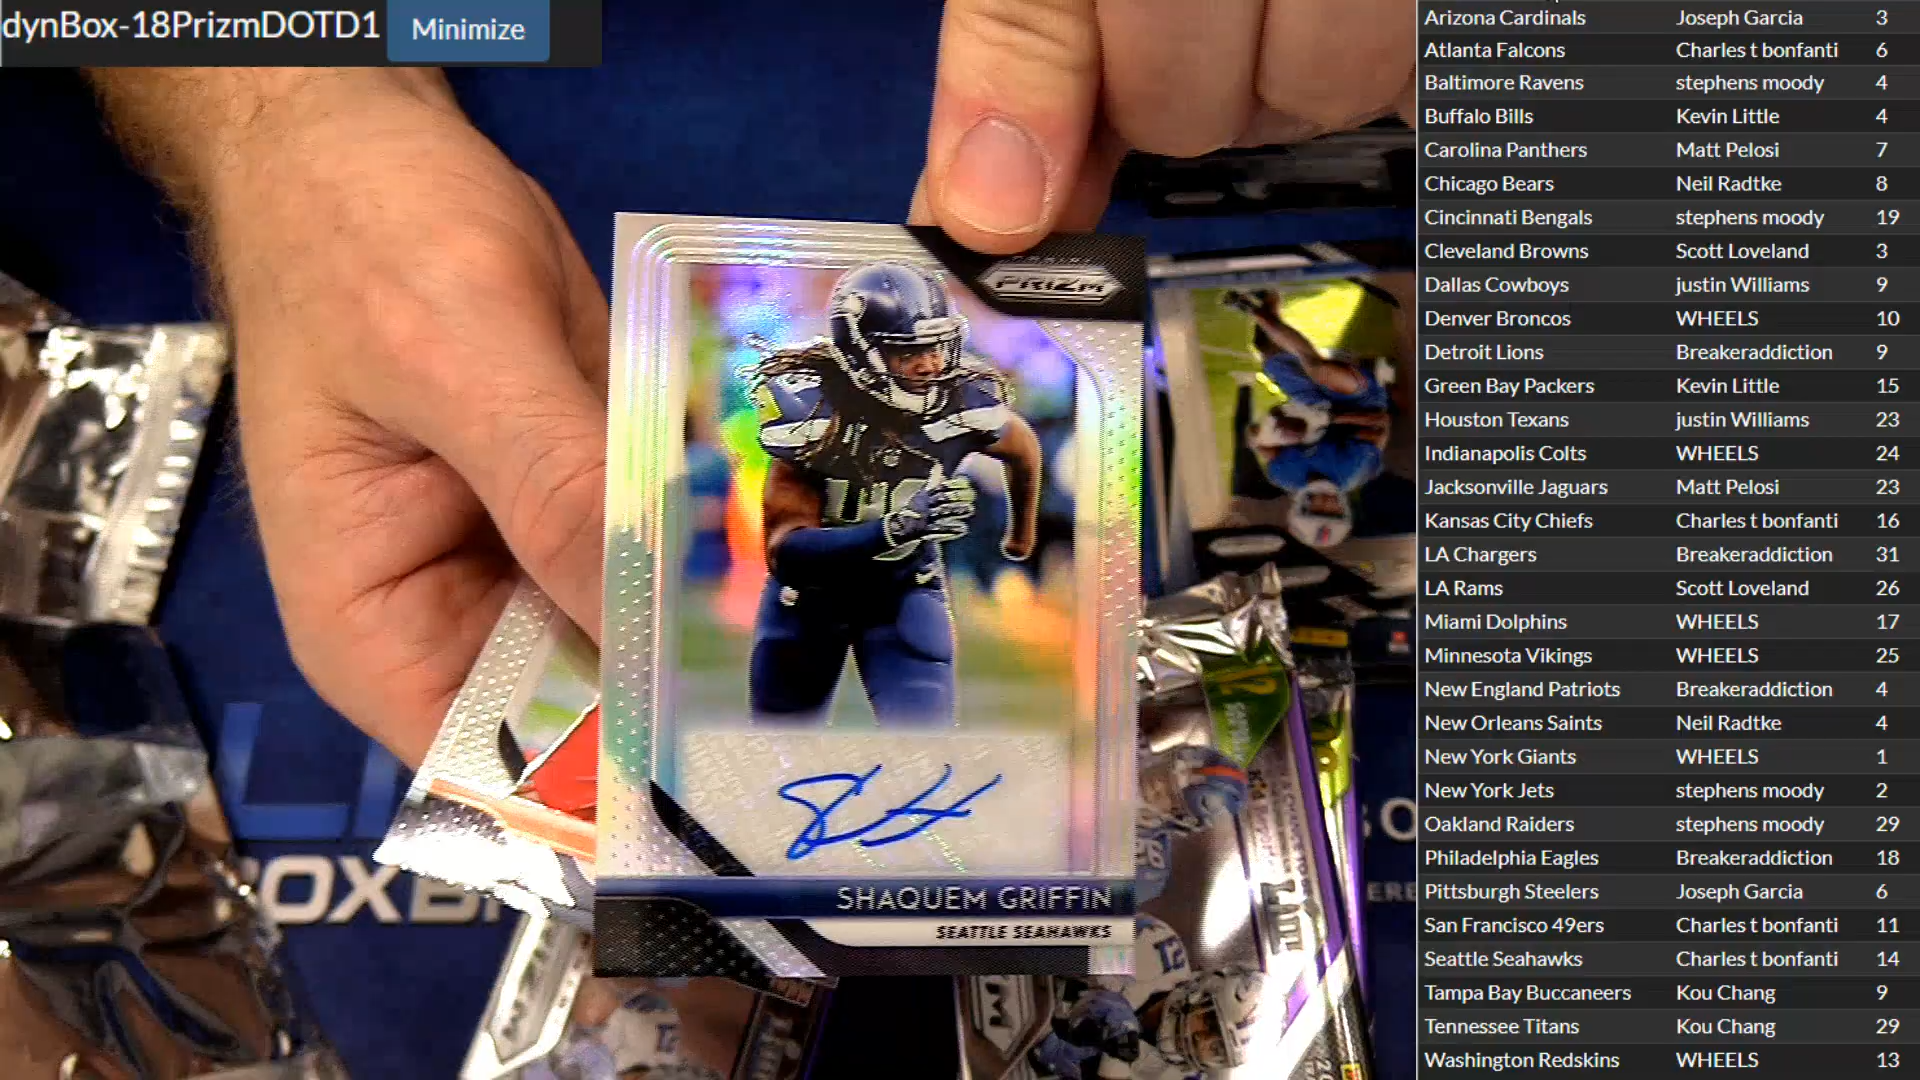 dynBox-18PrizmDOTD1
Minimize
PRIZM
SHAQUEM GRIFFIN
SEATTLE SEAHAWKS
OXB
12
Arizona Cardinals Joseph Garcia 3
Atlanta Falcons Charles t bonfanti 6
Baltimore Ravens stephens moody 4
Buffalo Bills Kevin Little 4
Carolina Panthers Matt Pelosi 7
Chicago Bears Neil Radtke 8
Cincinnati Bengals stephens moody 19
Cleveland Browns Scott Loveland 3
Dallas Cowboys justin Williams 9
Denver Broncos WHEELS 10
Detroit Lions Breakeraddiction 9
Green Bay Packers Kevin Little 15
Houston Texans justin Williams 23
Indianapolis Colts WHEELS 24
Jacksonville Jaguars Matt Pelosi 23
Kansas City Chiefs Charles t bonfanti 16
LA Chargers Breakeraddiction 31
LA Rams Scott Loveland 26
Miami Dolphins WHEELS 17
Minnesota Vikings WHEELS 25
New England Patriots Breakeraddiction 4
New Orleans Saints Neil Radtke 4
New York Giants WHEELS 1
New York Jets stephens moody 2
Oakland Raiders stephens moody 29
Philadelphia Eagles Breakeraddiction 18
Pittsburgh Steelers Joseph Garcia 6
San Francisco 49ers Charles t bonfanti 11
Seattle Seahawks Charles t bonfanti 14
Tampa Bay Buccaneers Kou Chang 9
Tennessee Titans Kou Chang 29
Washington Redskins WHEELS 13